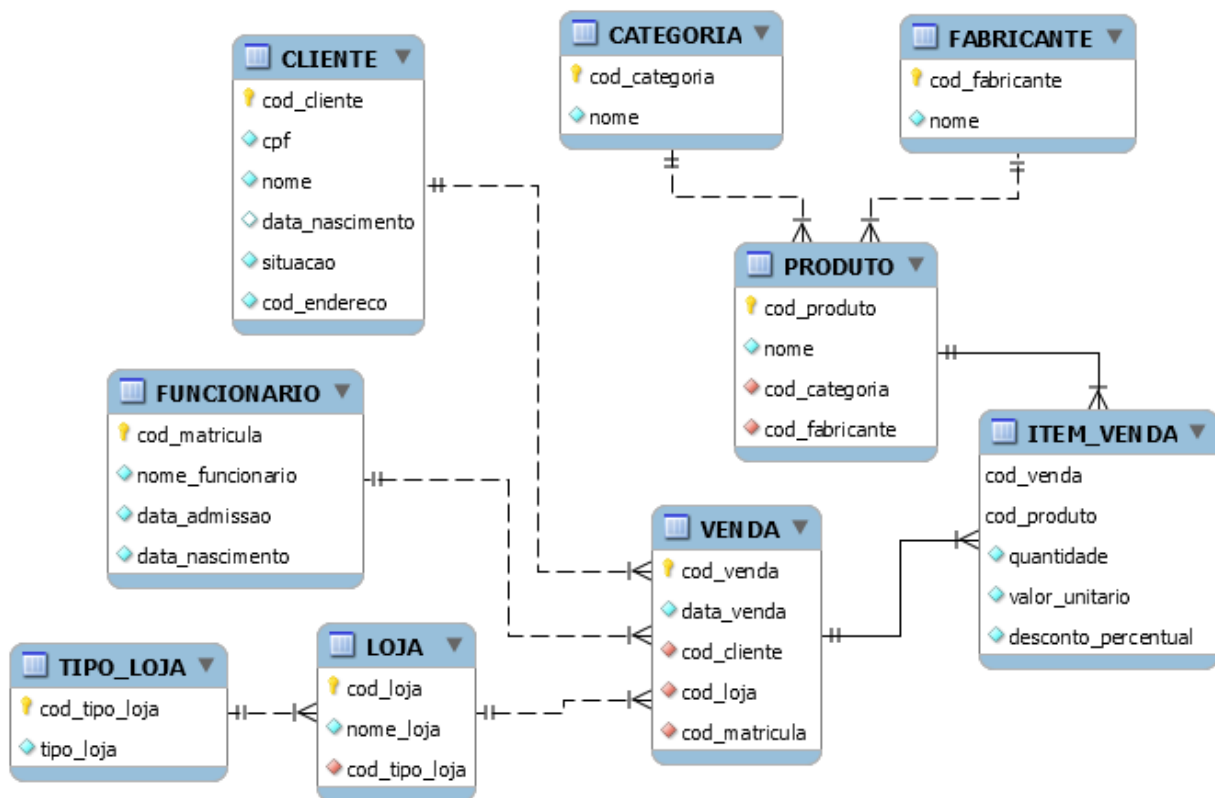 CLIENTE
cod_cliente
cpf
nome
data_nascimento
situacao
cod_endereco
CATEGORIA
cod_categoria
nome
FABRICANTE
cod_fabricante
nome
PRODUTO
cod_produto
nome
cod_categoria
cod_fabricante
FUNCIONARIO
cod_matricula
nome_funcionario
data_admissao
data_nascimento
ITEM_VENDA
cod_venda
cod_produto
quantidade
valor_unitario
desconto_percentual
VENDA
cod_venda
data_venda
cod_cliente
cod_loja
cod_matricula
TIPO_LOJA
cod_tipo_loja
tipo_loja
LOJA
cod_loja
nome_loja
cod_tipo_loja